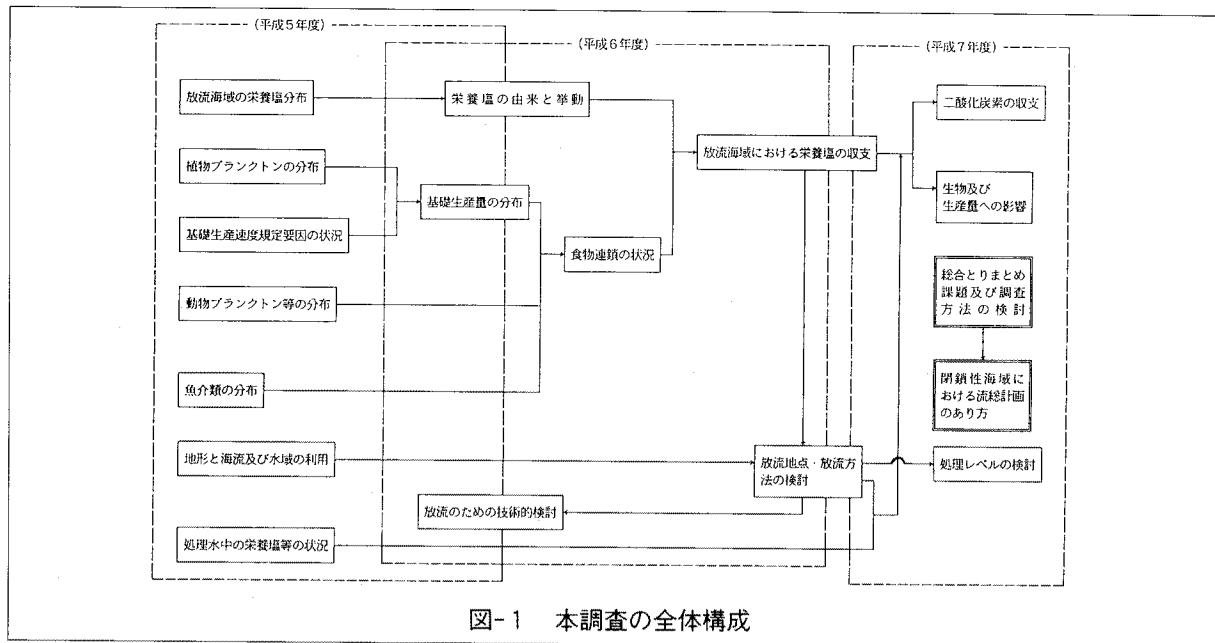 (平成5年度)
(平成6年度)
(平成7年度)
放流海域の栄養塩分布
栄養塩の由来と挙動
二酸化炭素の収支
植物プランクトンの分布
放流海域における栄養塩の収支
基礎生産量の分布
生物及び
生産量への影響
基礎生産速度規定要因の状況
食物連鎖の状況
動物プランクトン等の分布
総合とりまとめ
課題及び調査
方法の検討
魚介類の分布
閉鎖性海域に
おける流総計画
のあり方
地形と海流及び水域の利用
放流地点・放流方
法の検討
処理レベルの検討
放流のための技術的検討
処理水中の栄養塩等の状況
図-1 本調査の全体構成